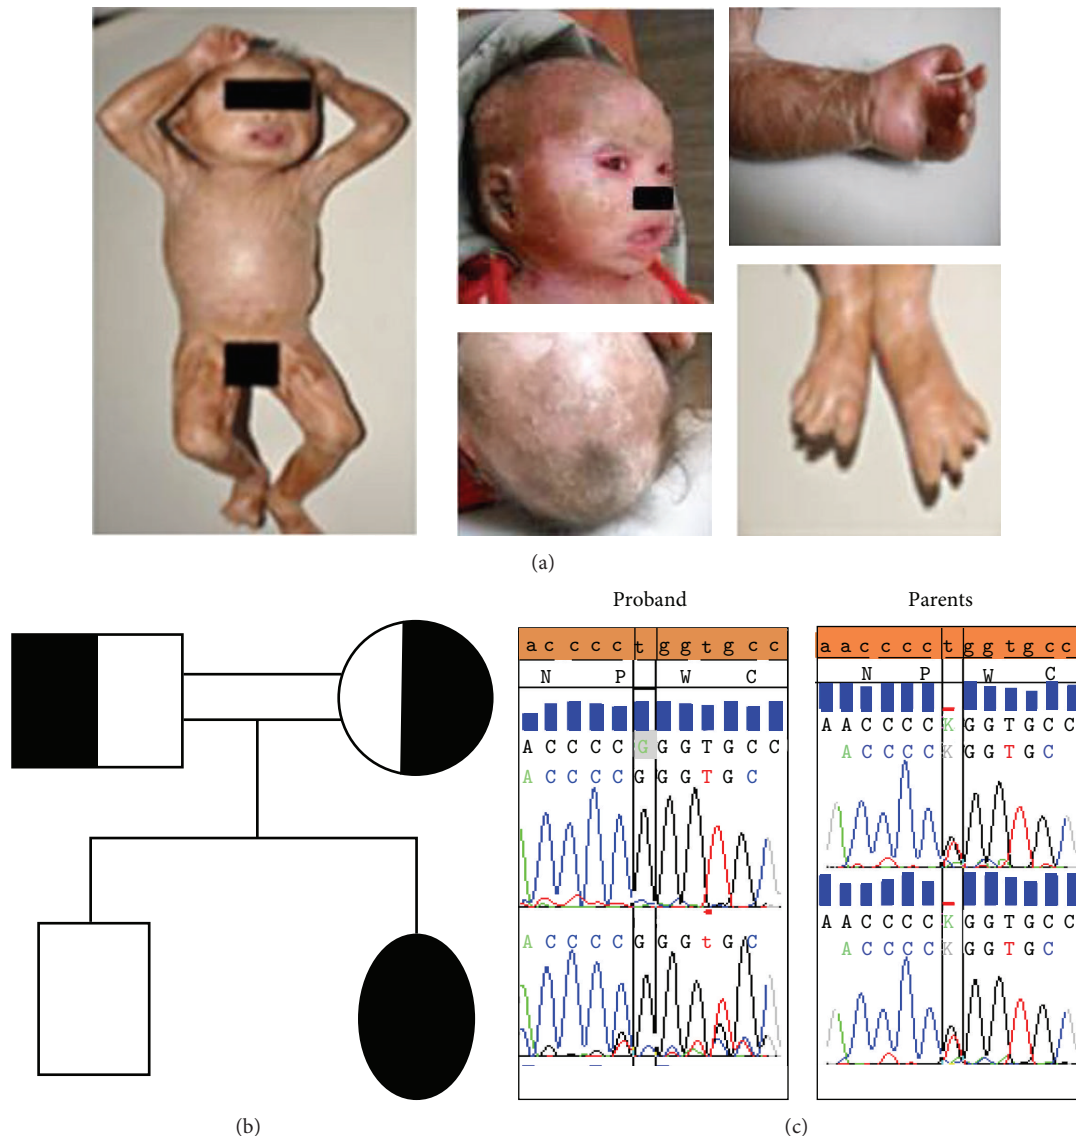 (a)
Proband
Parents
a c c c c t g g t g c c
N P W C
A C C C C G G G T G C C
A C C C C G G G T G C
A C C C C G G G t G C
a a c c c c t g g t g c c
N P W C
A A C C C C K G G T G C C
A C C C C K G G T G C
A A C C C C K G G T G C C
A C C C C K G G T G C
(b)
(c)